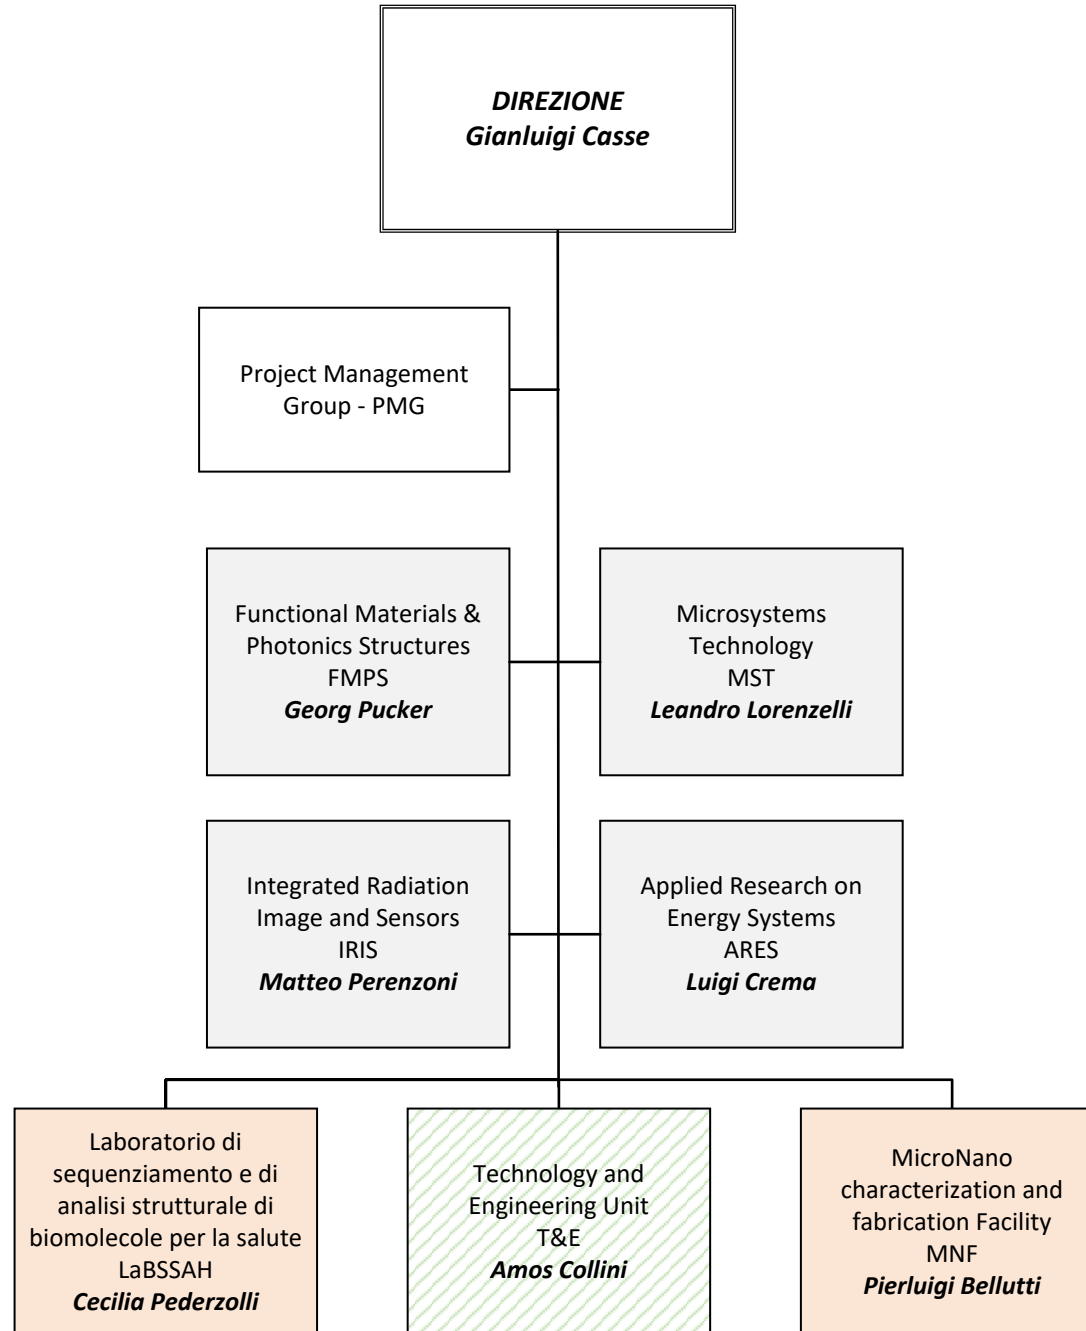 DIREZIONE
Gianluigi Casse
Project Management
Group - PMG
Functional Materials &
Photonics Structures
FMPS
Georg Pucker
Microsystems
Technology
MST
Leandro Lorenzelli
Integrated Radiation
Image and Sensors
IRIS
Matteo Perenzoni
Applied Research on
Energy Systems
ARES
Luigi Crema
Laboratorio di
sequenziamento e di
analisi strutturale di
biomolecole per la salute
LaBSSAH
Cecilia Pederzolli
Technology and
Engineering Unit
T&E
Amos Collini
MicroNano
characterization and
fabrication Facility
MNF
Pierluigi Bellutti